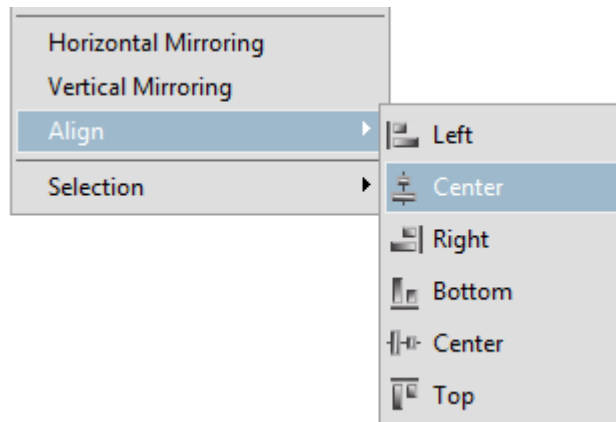 Horizontal Mirroring
Vertical Mirroring
Align
Selection
Left
Center
Right
Bottom
Center
Top